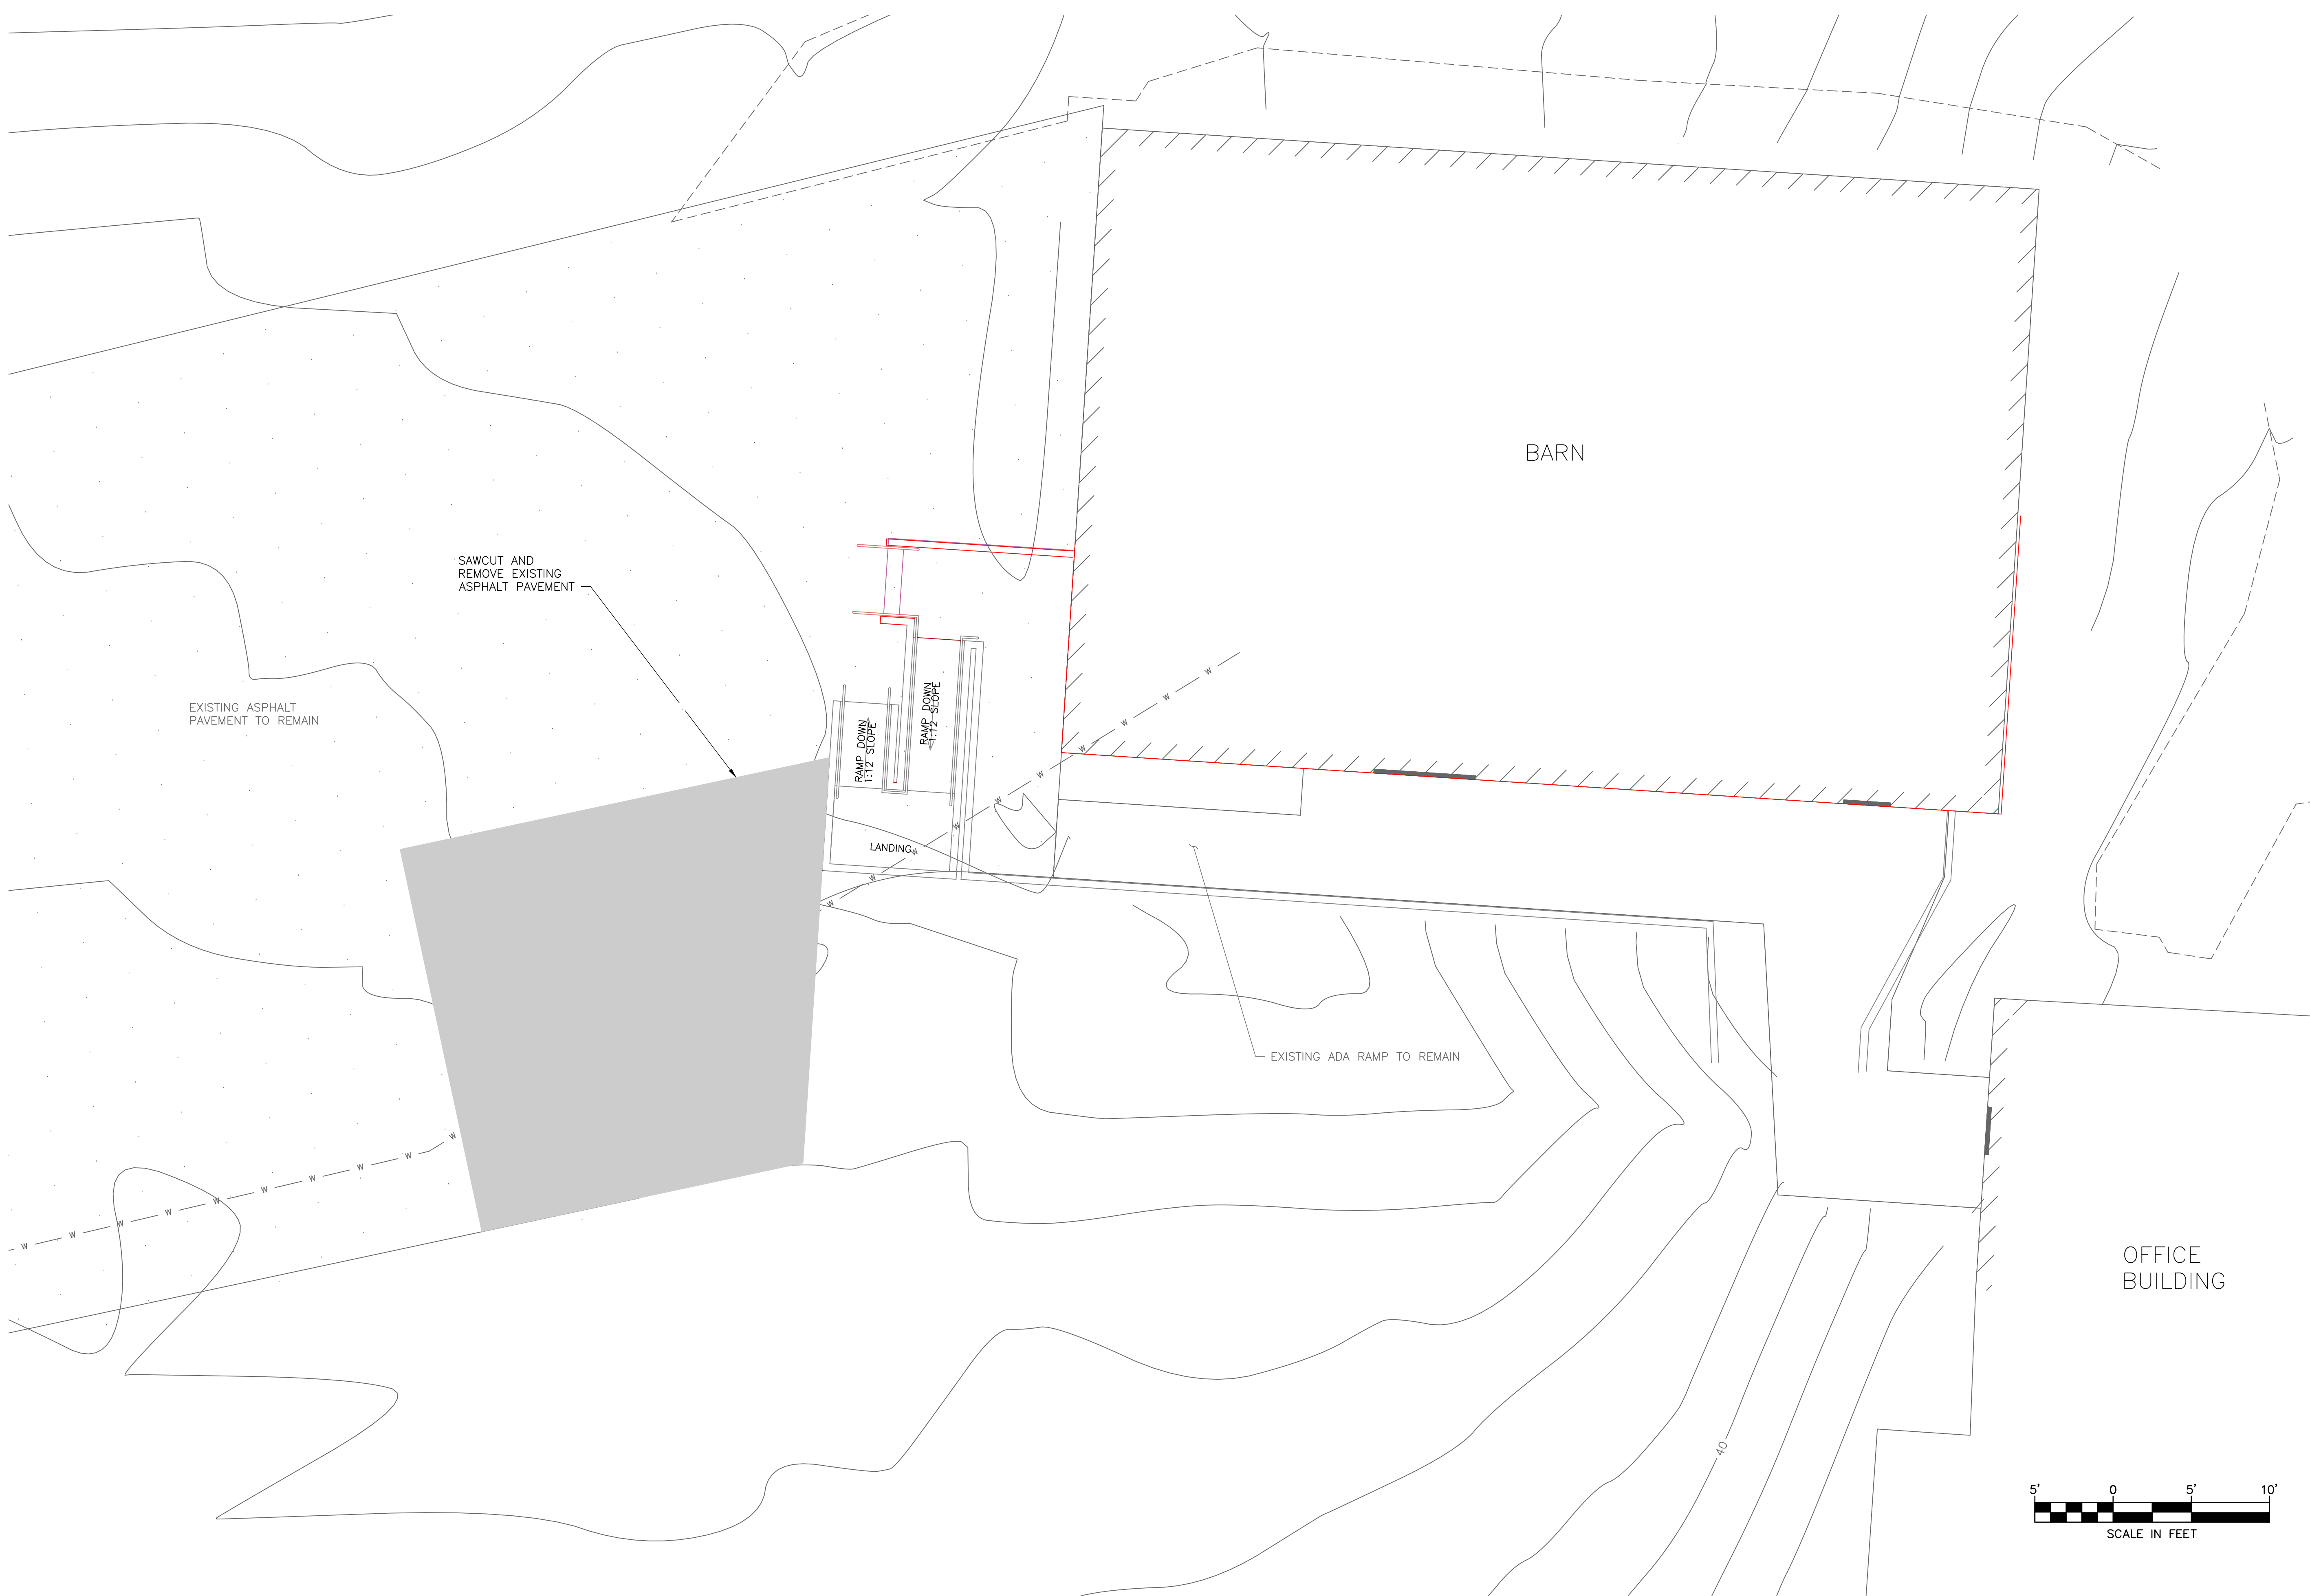 BARN
SAWCUT AND
REMOVE EXISTING
ASPHALT PAVEMENT
EXISTING ASPHALT
PAVEMENT TO REMAIN
RAMP DOWN
1:12 SLOPE
RAMP DOWN
1:12 SLOPE
W W W W W W W W W W
LANDING
EXISTING ADA RAMP TO REMAIN
W W W W W W W W W W
OFFICE
BUILDING
40
5' 0 5' 10'
SCALE IN FEET